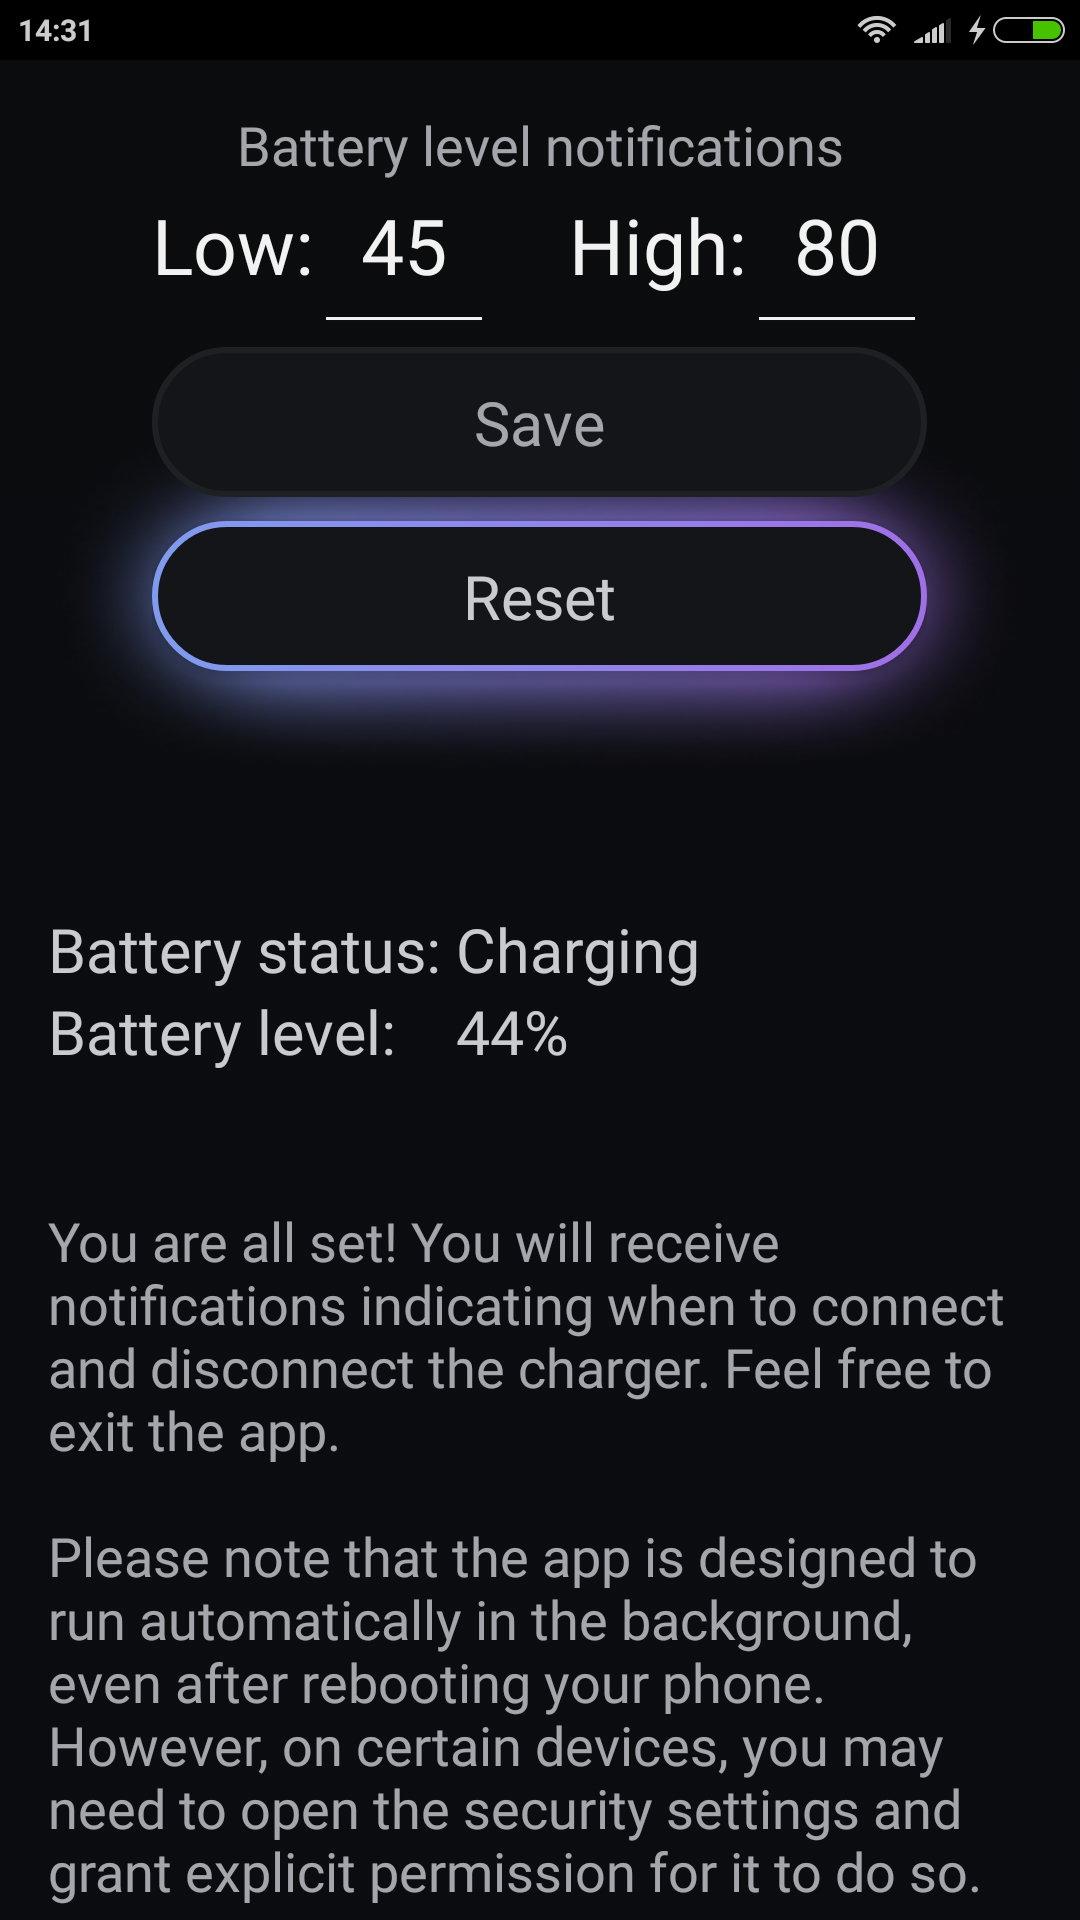 14:31
Battery level notifications
Low: 45 High: 80
Save
Reset
Battery status: Charging
Battery level: 44%
You are all set! You will receive
notifications indicating when to connect
and disconnect the charger. Feel free to
exit the app.
Please note that the app is designed to
run automatically in the background,
even after rebooting your phone.
However, on certain devices, you may
need to open the security settings and
grant explicit permission for it to do so.